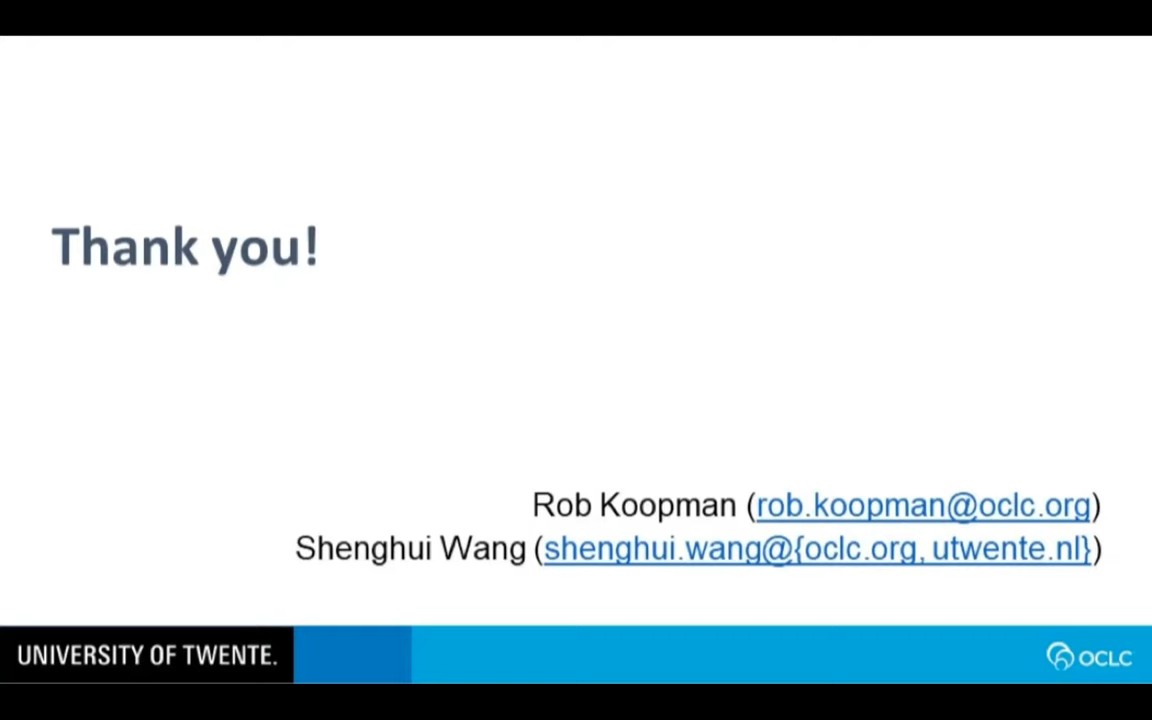 Thank you!
Rob Koopman (rob.koopman@oclc.org)
Shenghui Wang (shenghui.wang@{oclc.org, utwente.nl})
UNIVERSITY OF TWENTE.
OCLC